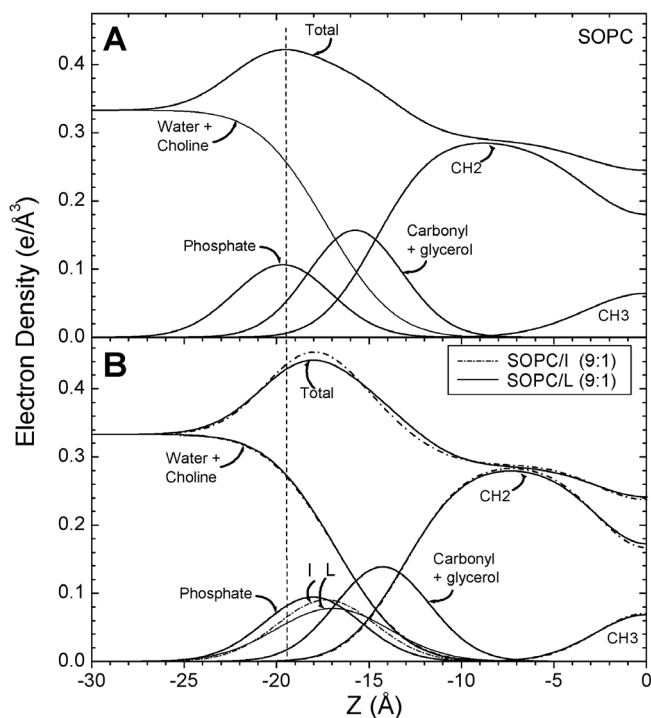 A
SOPC
Total
0.4
0.3
Water +
Choline
CH2
0.2
Carbonyl
+ glycerol
Phosphate
0.1
CH3
0.0
Electron Density (e/Å³)
B
SOPC/I (9:1)
SOPC/L (9:1)
0.4
Total
0.3
Water +
Choline
CH2
0.2
Carbonyl
+ glycerol
I L
Phosphate
0.1
CH3
0.0
-30 -25 -20 -15 -10 -5 0
Z (Å)